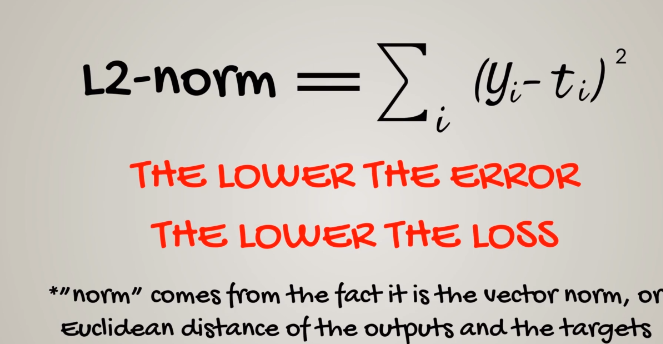 L2-norm = ∑ᵢ (yᵢ - tᵢ)²
THE LOWER THE ERROR
THE LOWER THE LOSS
*"norm" comes from the fact it is the vector norm, or
Euclidean distance of the outputs and the targets